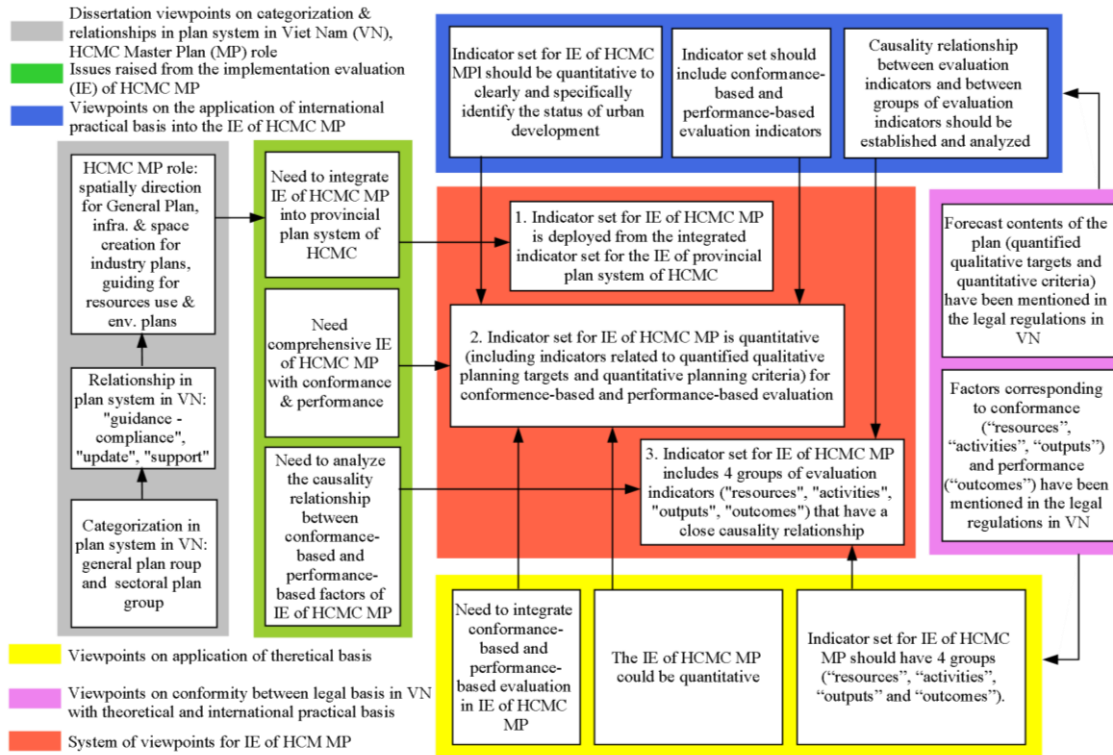 Dissertation viewpoints on categorization &
relationships in plan system in Viet Nam (VN),
HCMC Master Plan (MP) role
Issues raised from the implementation evaluation
(IE) of HCMC MP
Viewpoints on the application of international
practical basis into the IE of HCMC MP
Indicator set for IE of HCMC
MPl should be quantitative to
clearly and specifically
identify the status of urban
development
Indicator set should
include conformance-
based and
performance-based
evaluation indicators
Causality relationship
between evaluation
indicators and between
groups of evaluation
indicators should be
established and analyzed
HCMC MP role:
spatially direction
for General Plan,
infra. & space
creation for
industry plans,
guiding for
resources use &
env. plans
Relationship in
plan system in VN:
"guidance -
compliance",
"update", "support"
Categorization in
plan system in VN:
general plan roup
and sectoral plan
group
Need to integrate
IE of HCMC MP
into provincial
plan system of
HCMC
Need
comprehensive IE
of HCMC MP
with conformance
& performance
Need to analyze
the causality
relationship
between
conformance-
based and
performance-
based factors of
IE of HCMC MP
1. Indicator set for IE of HCMC MP
is deployed from the integrated
indicator set for the IE of provincial
plan system of HCMC
2. Indicator set for IE of HCMC MP is quantitative
(including indicators related to quantified qualitative
planning targets and quantitative planning criteria) for
conformence-based and performance-based evaluation
3. Indicator set for IE of HCMC MP
includes 4 groups of evaluation
indicators ("resources", "activities",
"outputs", "outcomes") that have a
close causality relationship
Forecast contents of the
plan (quantified
qualitative targets and
quantitative criteria)
have been mentioned in
the legal regulations in
VN
Factors corresponding
to conformance
(“resources”,
“activities”, “outputs”)
and performance
(“outcomes”) have been
mentioned in the legal
regulations in VN
Need to integrate
conformance-
based and
performance-
based evaluation
in IE of HCMC
MP
The IE of HCMC MP
could be quantitative
Indicator set for IE of HCMC
MP should have 4 groups
(“resources”, “activities”,
“outputs” and “outcomes”).
Viewpoints on application of theretical basis
Viewpoints on conformity between legal basis in VN
with theoretical and international practical basis
System of viewpoints for IE of HCM MP